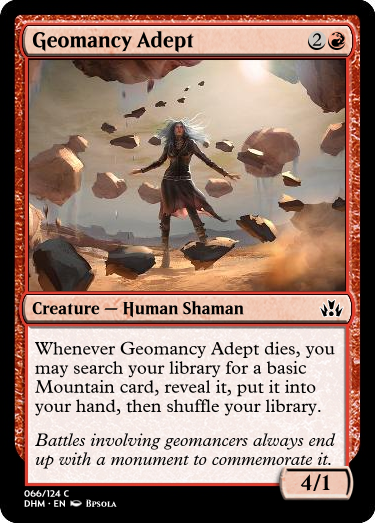 Geomancy Adept 2
Creature — Human Shaman
Whenever Geomancy Adept dies, you
may search your library for a basic
Mountain card, reveal it, put it into
your hand, then shuffle your library.
Battles involving geomancers always end
up with a monument to commemorate it.
4/1
066/124 C
DHM • EN Bpsola